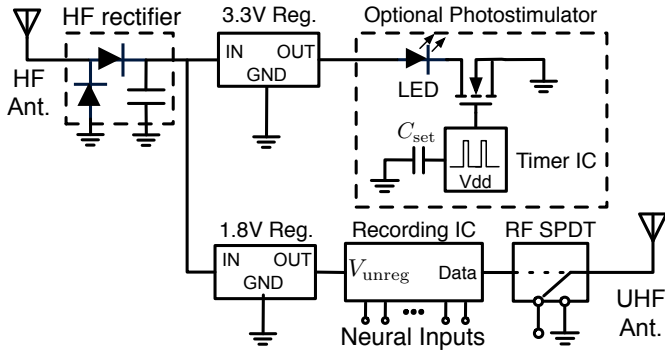 HF rectifier
3.3V Reg.
Optional Photostimulator
IN
OUT
GND
HF
Ant.
LED
C_set
Timer IC
Vdd
1.8V Reg.
Recording IC
RF SPDT
IN
OUT
GND
V_unreg
Data
UHF
Ant.
Neural Inputs